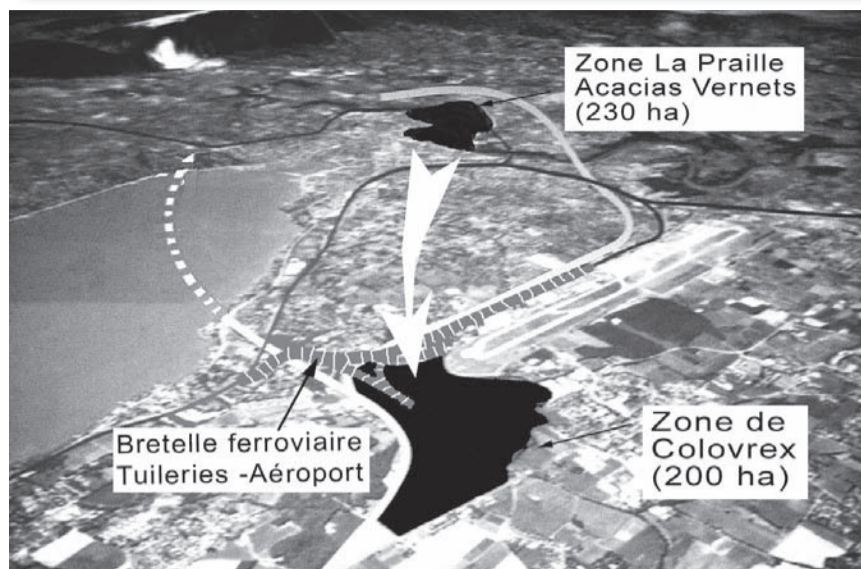 Zone La Praille
Acacias Vernets
(230 ha)
Bretelle ferroviaire
Tuileries -Aéroport
Zone de
Colovrex
(200 ha)